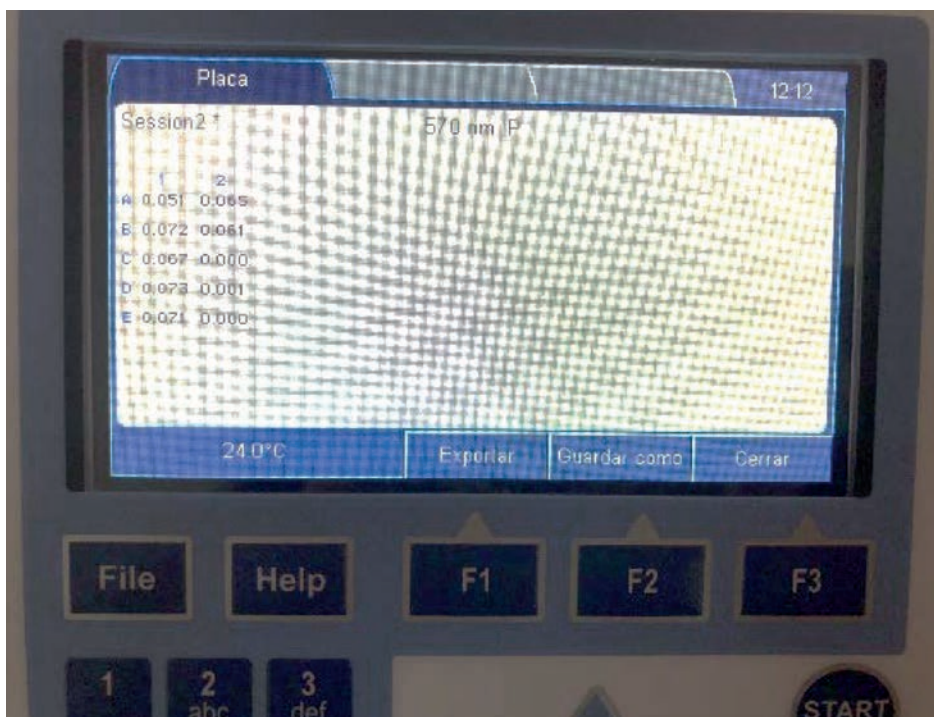 Placa 12:12
Session2 * 570 nm P
1 2
A 0.051 0.065
B 0.072 0.061
C 0.067 0.000
D 0.073 0.001
E 0.071 0.000
24.0°C Exportar Guardar como Cerrar
File Help F1 F2 F3
1 2 3 START
abc def